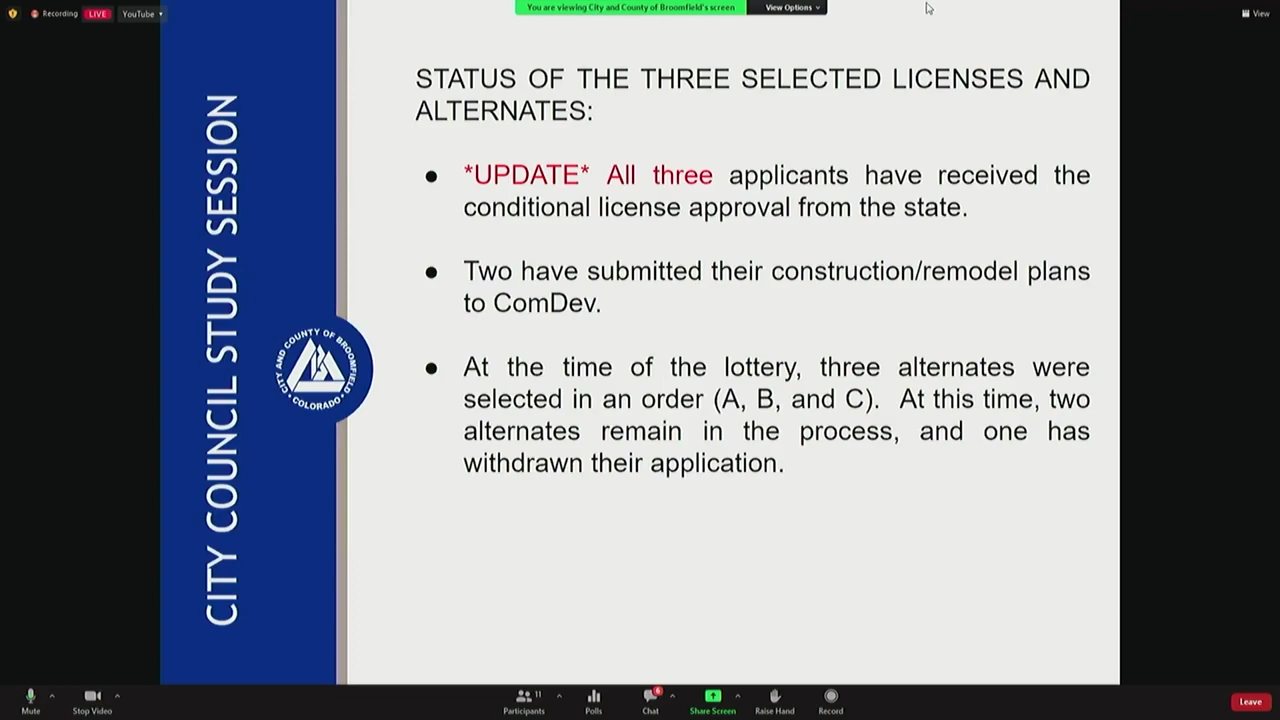 Recording LIVE YouTube
You are viewing City and County of Broomfield's screen View Options
View
CITY COUNCIL STUDY SESSION
CITY AND COUNTY OF BROOMFIELD
• COLORADO •
STATUS OF THE THREE SELECTED LICENSES AND
ALTERNATES:
● *UPDATE* All three applicants have received the
conditional license approval from the state.
● Two have submitted their construction/remodel plans
to ComDev.
● At the time of the lottery, three alternates were
selected in an order (A, B, and C). At this time, two
alternates remain in the process, and one has
withdrawn their application.
11
6
Mute Stop Video Participants Polls Chat Share Screen Raise Hand Record Leave